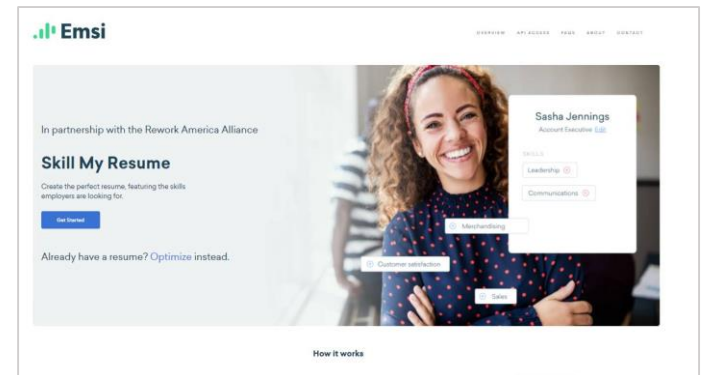 Emsi
OVERVIEW API ACCESS FAQS ABOUT CONTACT
In partnership with the Rework America Alliance
Skill My Resume
Create the perfect resume, featuring the skills
employers are looking for.
Get Started
Already have a resume? Optimize instead.
Sasha Jennings
Account Executive Edit
SKILLS
Leadership
Communications
Merchandising
Customer satisfaction
Sales
How it works